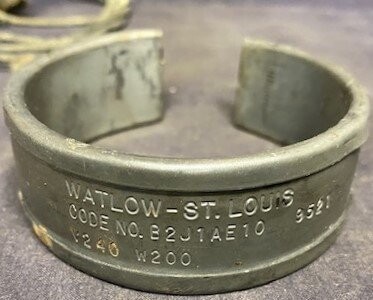 WATLOW-ST. LOUIS
CODE NO. B2J1AE10 9521
V240 W200